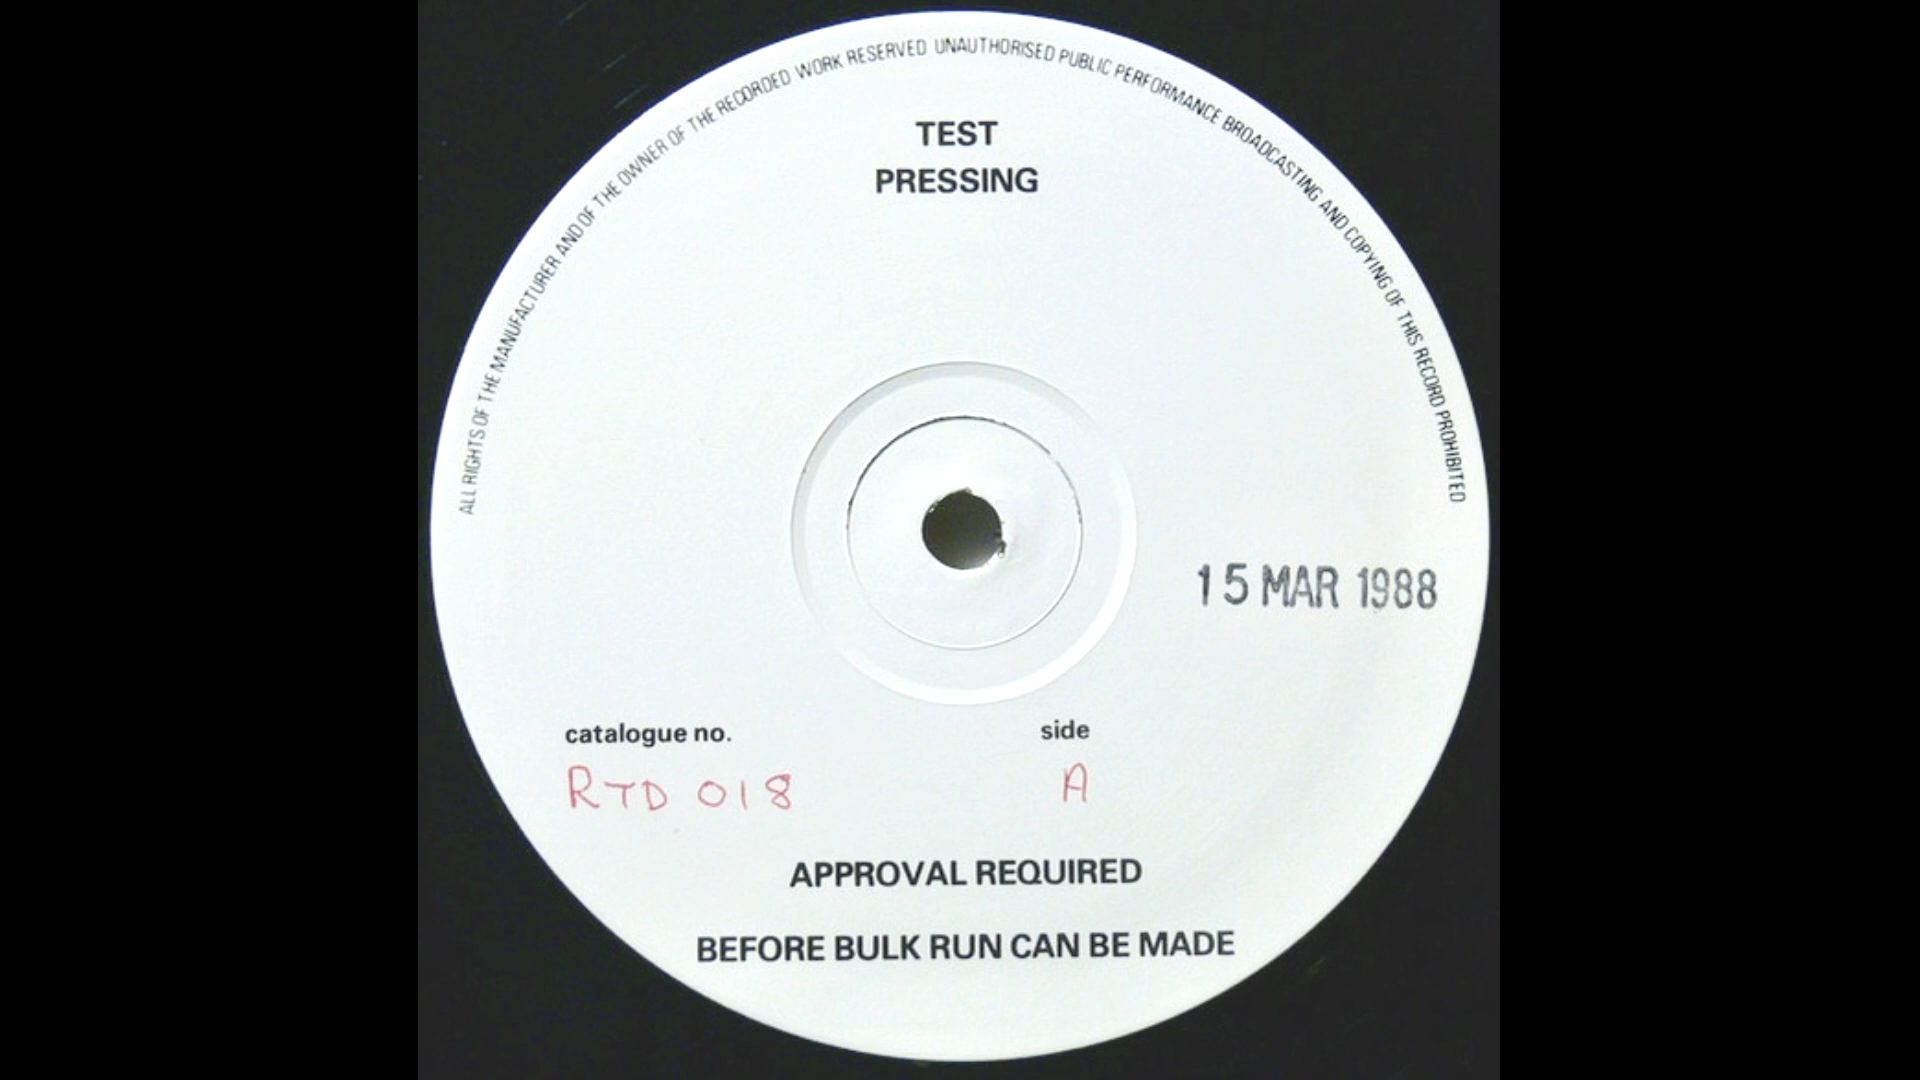 ALL RIGHTS OF THE MANUFACTURER AND OF THE OWNER OF THE RECORDED WORK RESERVED UNAUTHORISED PUBLIC PERFORMANCE BROADCASTING AND COPYING OF THIS RECORD PROHIBITED
TEST
PRESSING
15 MAR 1988
catalogue no. side
RTD 018 A
APPROVAL REQUIRED
BEFORE BULK RUN CAN BE MADE